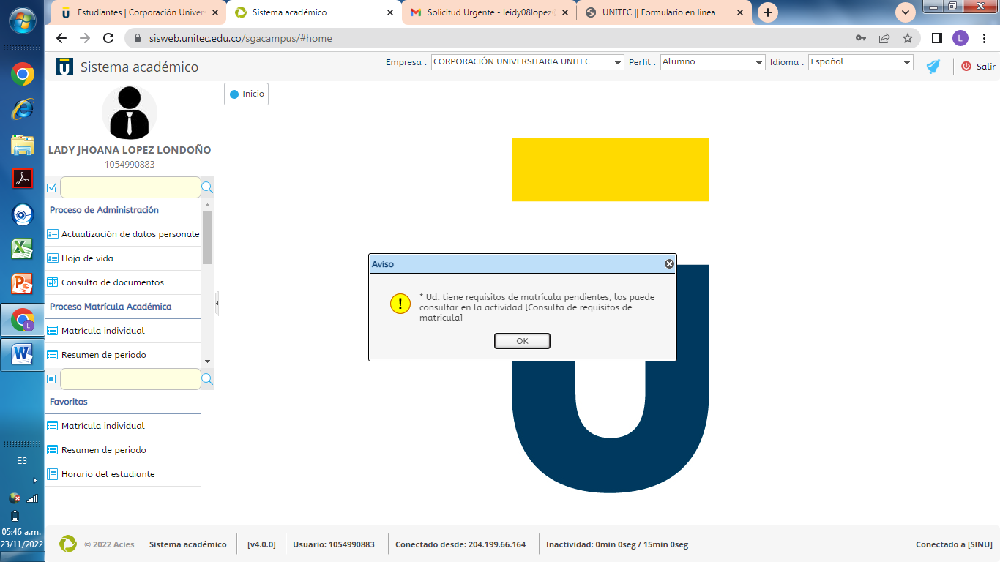 Estudiantes | Corporación Univer
Sistema académico
Solicitud Urgente - leidy08lopez
UNITEC || Formulario en linea
sisweb.unitec.edu.co/sgacampus/#home
L
Sistema académico
Empresa : CORPORACIÓN UNIVERSITARIA UNITEC Perfil : Alumno Idioma : Español
Salir
Inicio
LADY JHOANA LOPEZ LONDOÑO
1054990883
Proceso de Administración
Actualización de datos personale
Hoja de vida
Consulta de documentos
Proceso Matrícula Académica
Matrícula individual
Resumen de periodo
Favoritos
Matrícula individual
Resumen de periodo
Horario del estudiante
Aviso
* Ud. tiene requisitos de matrícula pendientes, los puede
consultar en la actividad [Consulta de requisitos de
matricula]
OK
ES
05:46 a.m.
23/11/2022
© 2022 Acies Sistema académico [v4.0.0] Usuario: 1054990883 Conectado desde: 204.199.66.164 Inactividad: 0min 0seg / 15min 0seg Conectado a [SINU]